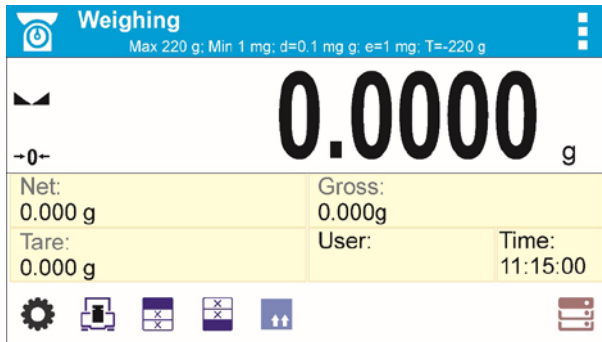 Weighing
Max 220 g; Min 1 mg; d=0.1 mg g; e=1 mg; T=-220 g
0.0000 g
→0←
Net:
0.000 g
Gross:
0.000g
Tare:
0.000 g
User:
Time:
11:15:00